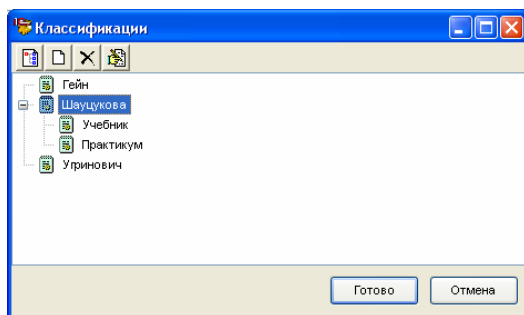 Классификации
Гейн
Шауцукова
Учебник
Практикум
Угринович
Готово
Отмена